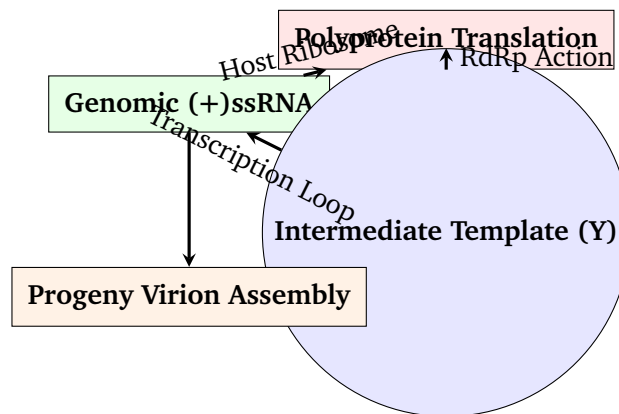 Polyprotein Translation
Host Ribosome
RdRp Action
Genomic (+)ssRNA
Transcription Loop
Intermediate Template (Y)
Progeny Virion Assembly